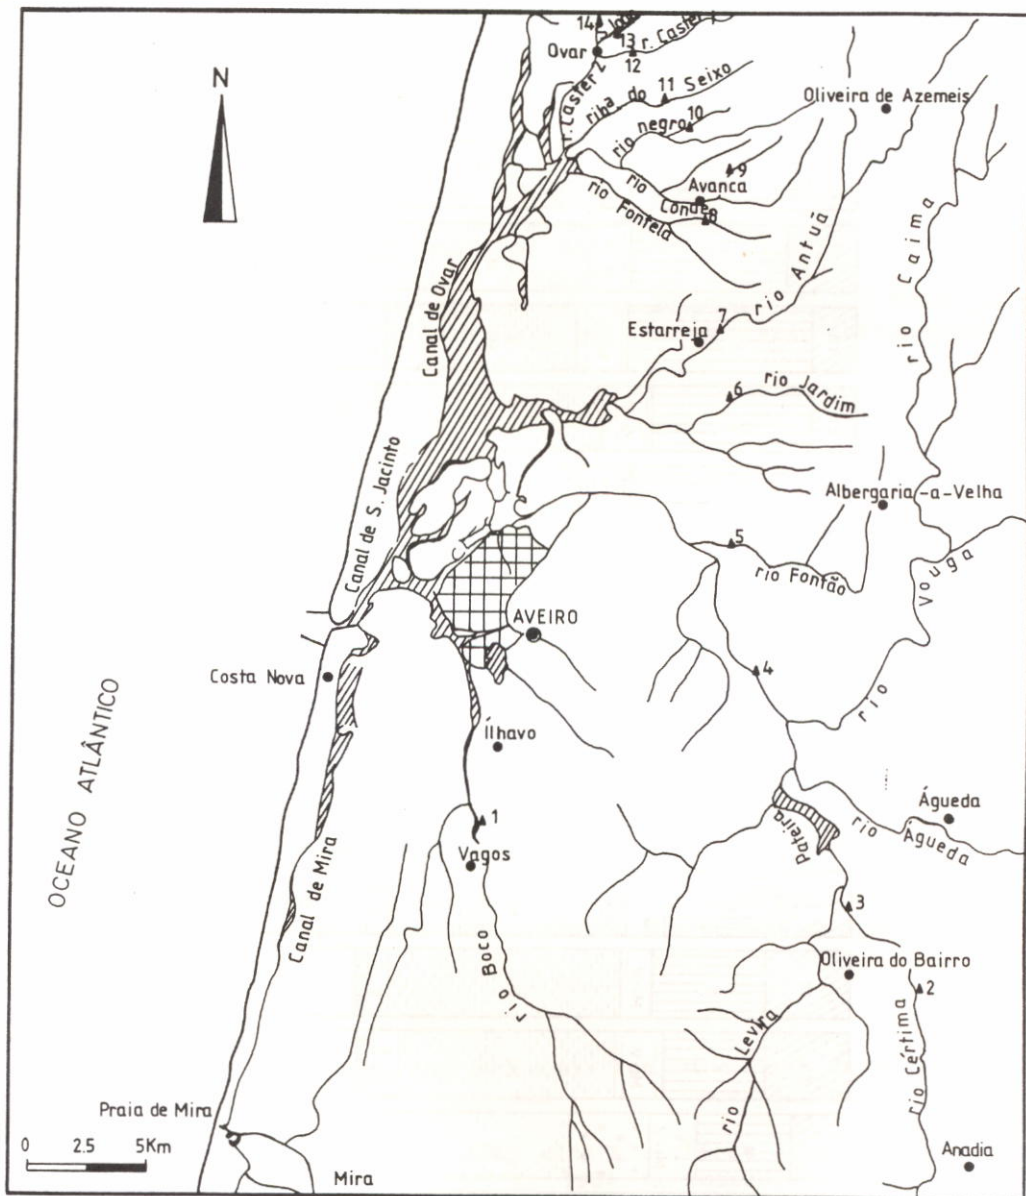 14
S. João
13
r. Caster
Ovar
12
N
r. Caster
11
Seixo
riba. do
Oliveira de Azemeis
10
rio negro
9
Avanca
rio Conde
8
rio Fontela
rio Antuã
rio Caima
Canal de Ovar
7
Estarreja
6
rio Jardim
Canal de S. Jacinto
Albergaria-a-Velha
5
rio Fontão
rio Vouga
AVEIRO
4
Costa Nova
OCEANO ATLÂNTICO
Ílhavo
Águeda
rio Águeda
1
Pateira
Vagos
Canal de Mira
3
rio Boco
Oliveira do Bairro
2
rio Levira
rio Cértima
Praia de Mira
0 2.5 5Km
Anadia
Mira